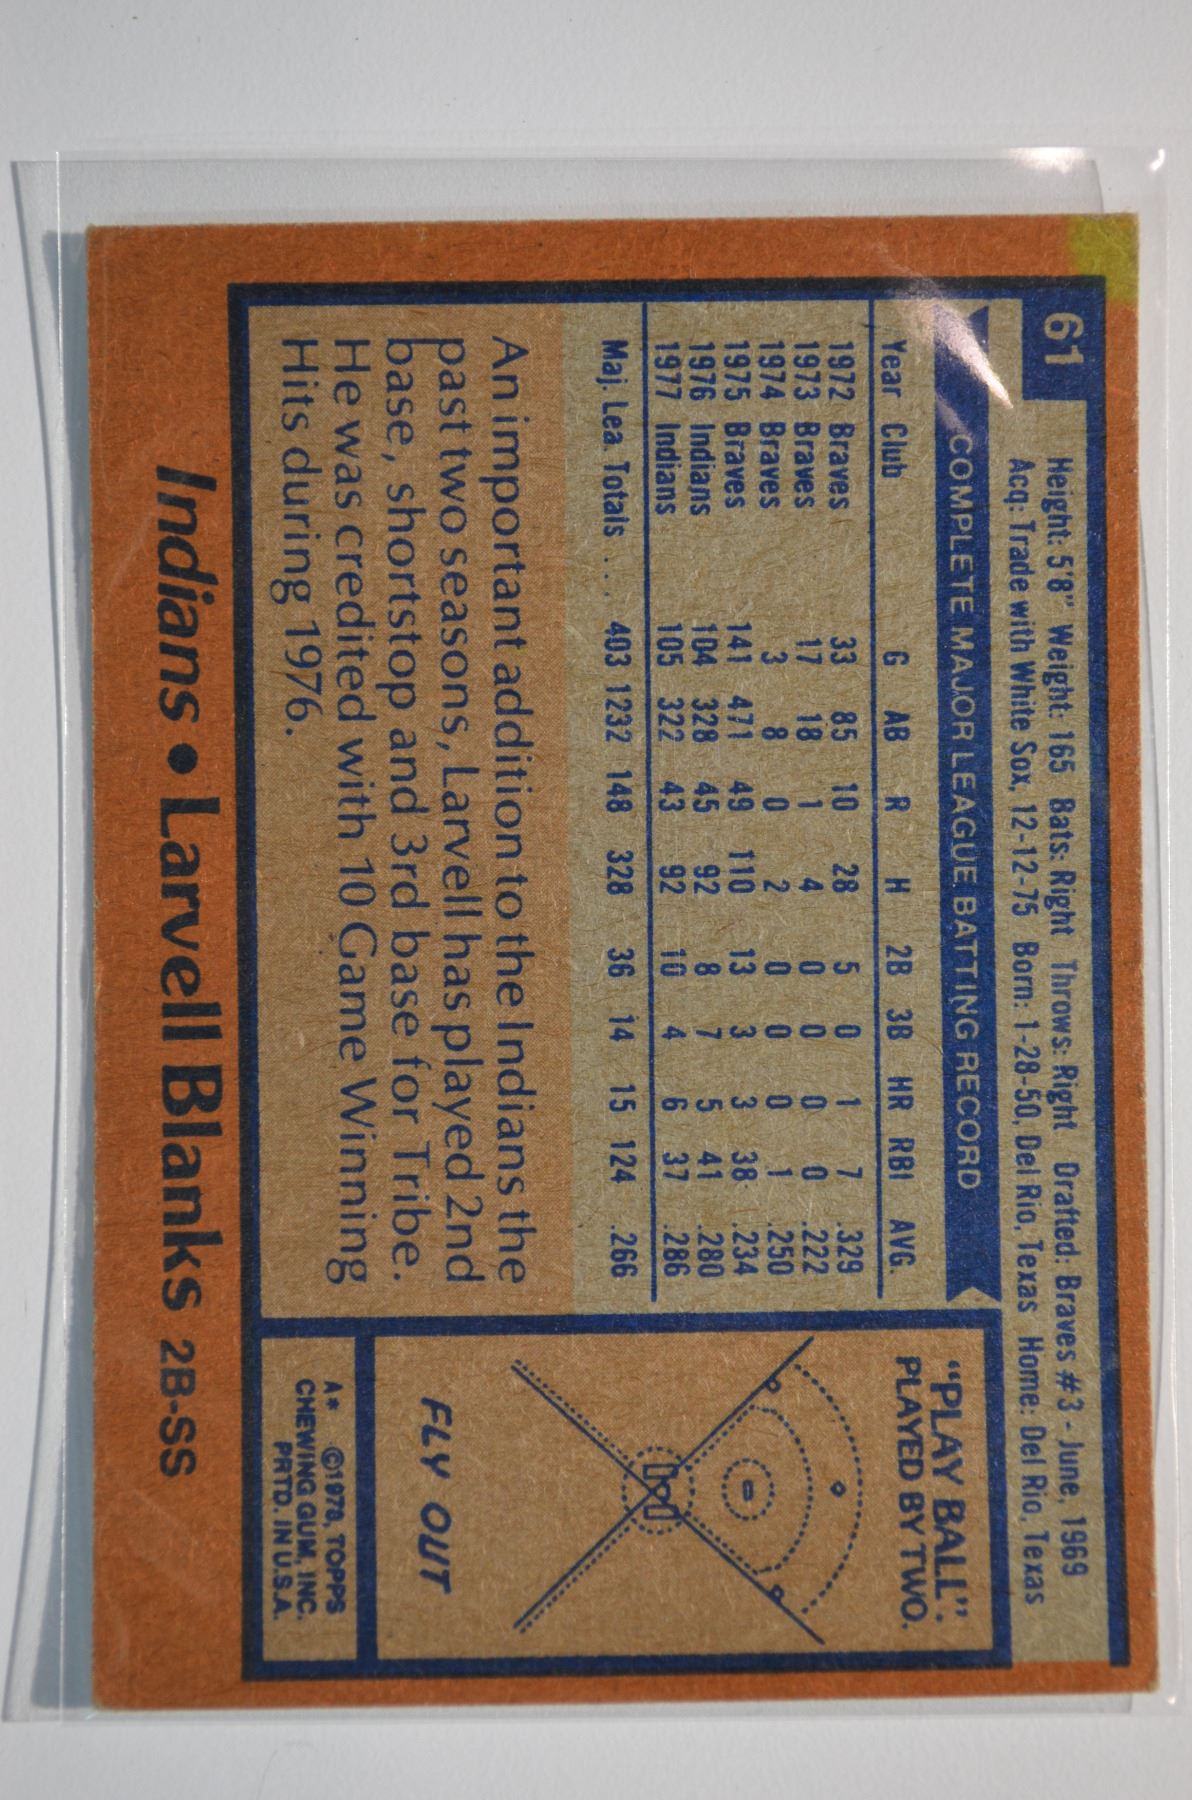 61
Height: 5'8" Weight: 165 Bats: Right Throws: Right Drafted: Braves #3 - June, 1969
Acq: Trade with White Sox, 12-12-75 Born: 1-28-50, Del Rio, Texas Home: Del Rio, Texas
COMPLETE MAJOR LEAGUE BATTING RECORD
Year Club G AB R H 2B 3B HR RBI AVG.
1972 Braves 33 85 10 28 5 0 1 7 .329
1973 Braves 17 18 1 4 0 0 0 0 .222
1974 Braves 3 8 0 2 0 0 0 1 .250
1975 Braves 141 471 49 110 13 3 3 38 .234
1976 Indians 104 328 45 92 8 7 5 41 .280
1977 Indians 105 322 43 92 10 4 6 37 .286
Maj. Lea. Totals .... 403 1232 148 328 36 14 15 124 .266
An important addition to the Indians the
past two seasons, Larvell has played 2nd
base, shortstop and 3rd base for Tribe.
He was credited with 10 Game Winning
Hits during 1976.
"PLAY BALL":
PLAYED BY TWO.
FLY OUT
A* ©1978, TOPPS
CHEWING GUM, INC.
PRTD. IN U.S.A.
Indians • Larvell Blanks 2B-SS